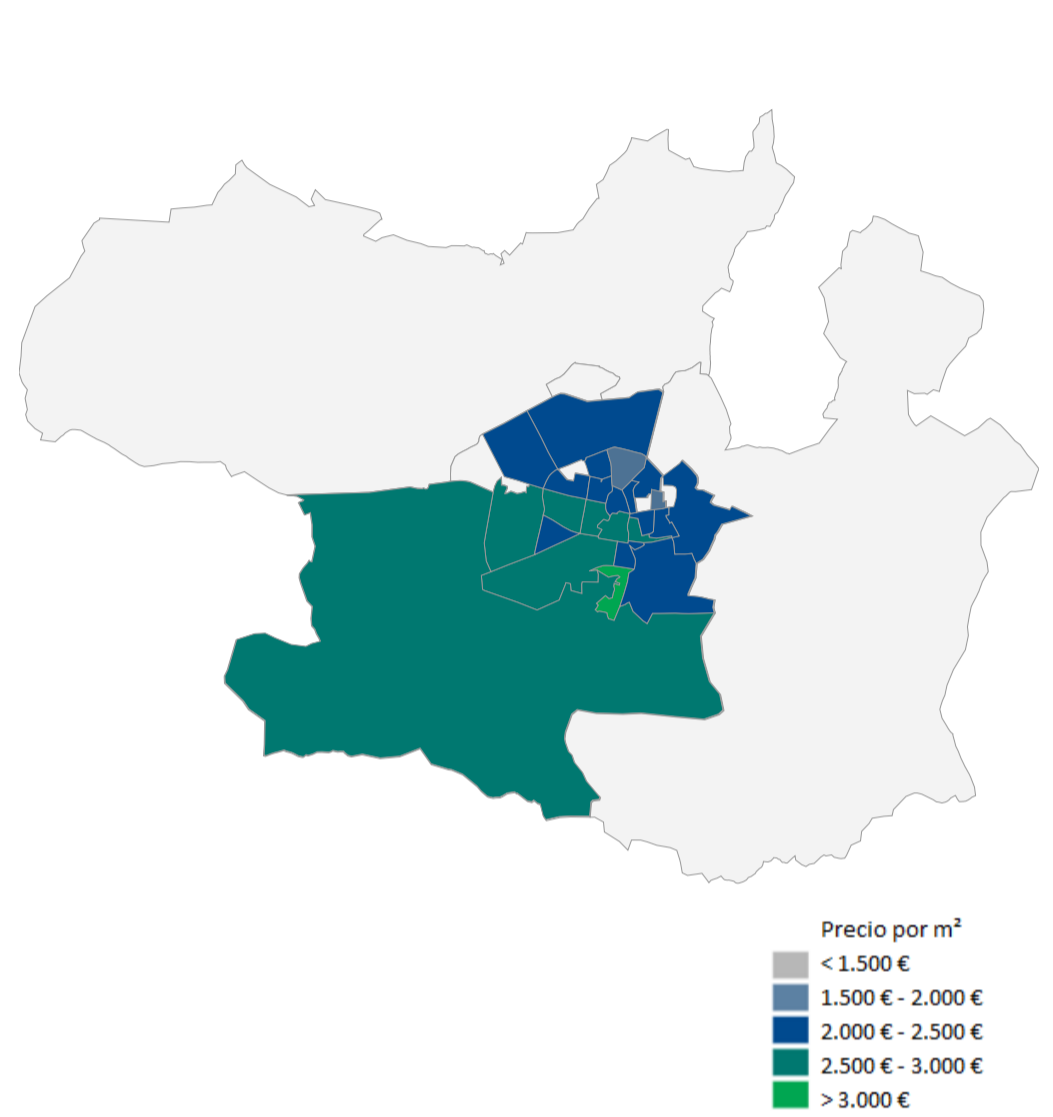 Precio por m²
< 1.500 €
1.500 € - 2.000 €
2.000 € - 2.500 €
2.500 € - 3.000 €
> 3.000 €